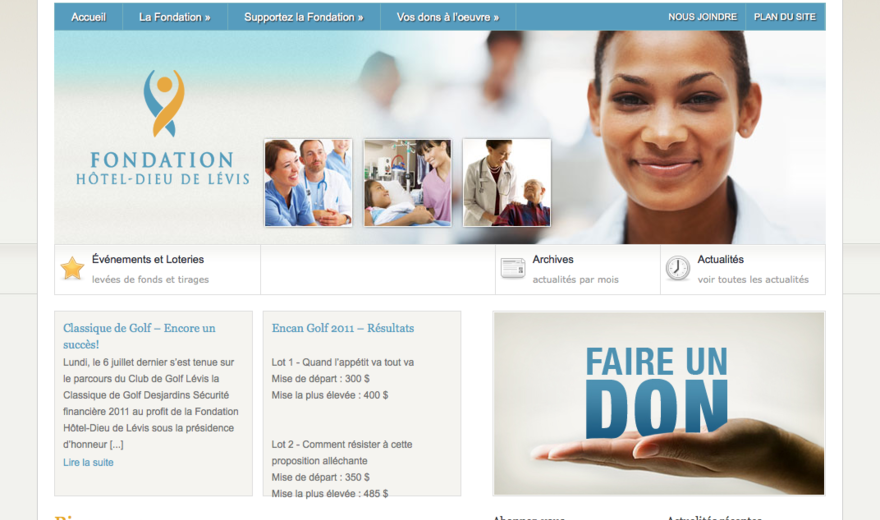 Accueil
La Fondation »
Supportez la Fondation »
Vos dons à l'oeuvre »
NOUS JOINDRE
PLAN DU SITE
FONDATION
HÔTEL-DIEU DE LÉVIS
Événements et Loteries
levées de fonds et tirages
Archives
actualités par mois
Actualités
voir toutes les actualités
Classique de Golf – Encore un
succès!
Lundi, le 6 juillet dernier s'est tenue sur
le parcours du Club de Golf Lévis la
Classique de Golf Desjardins Sécurité
financière 2011 au profit de la Fondation
Hôtel-Dieu de Lévis sous la présidence
d'honneur [...]
Lire la suite
Encan Golf 2011 – Résultats
Lot 1 - Quand l'appétit va tout va
Mise de départ : 300 $
Mise la plus élevée : 400 $
Lot 2 - Comment résister à cette
proposition alléchante
Mise de départ : 350 $
Mise la plus élevée : 485 $
FAIRE UN
DON